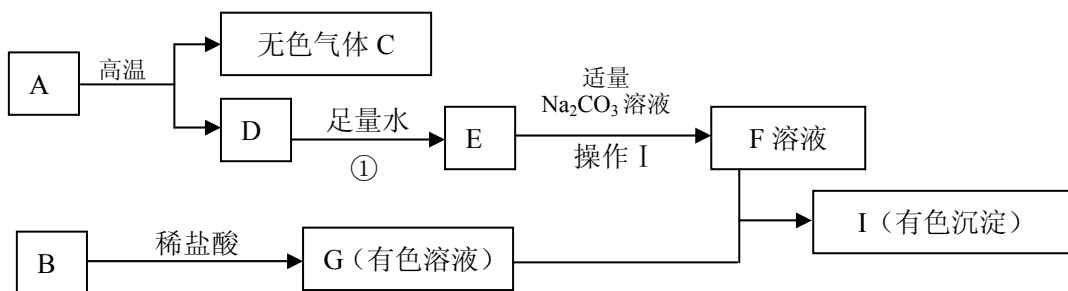 无色气体 C
A
高温
D
足量水
①
E
适量
Na₂CO₃ 溶液
操作 Ⅰ
F 溶液
I（有色沉淀）
B
稀盐酸
G（有色溶液）